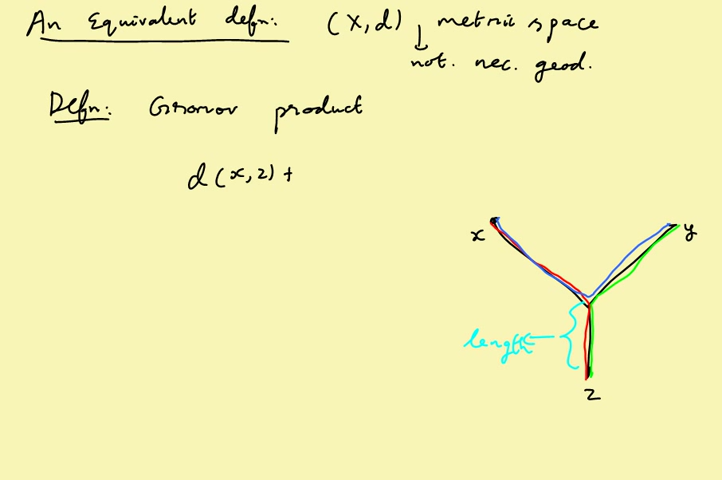 An Equivalent defn: (X, d) metric space
not. nec. geod.
Defn: Gromov product
d(x, z) +
x
y
length
z